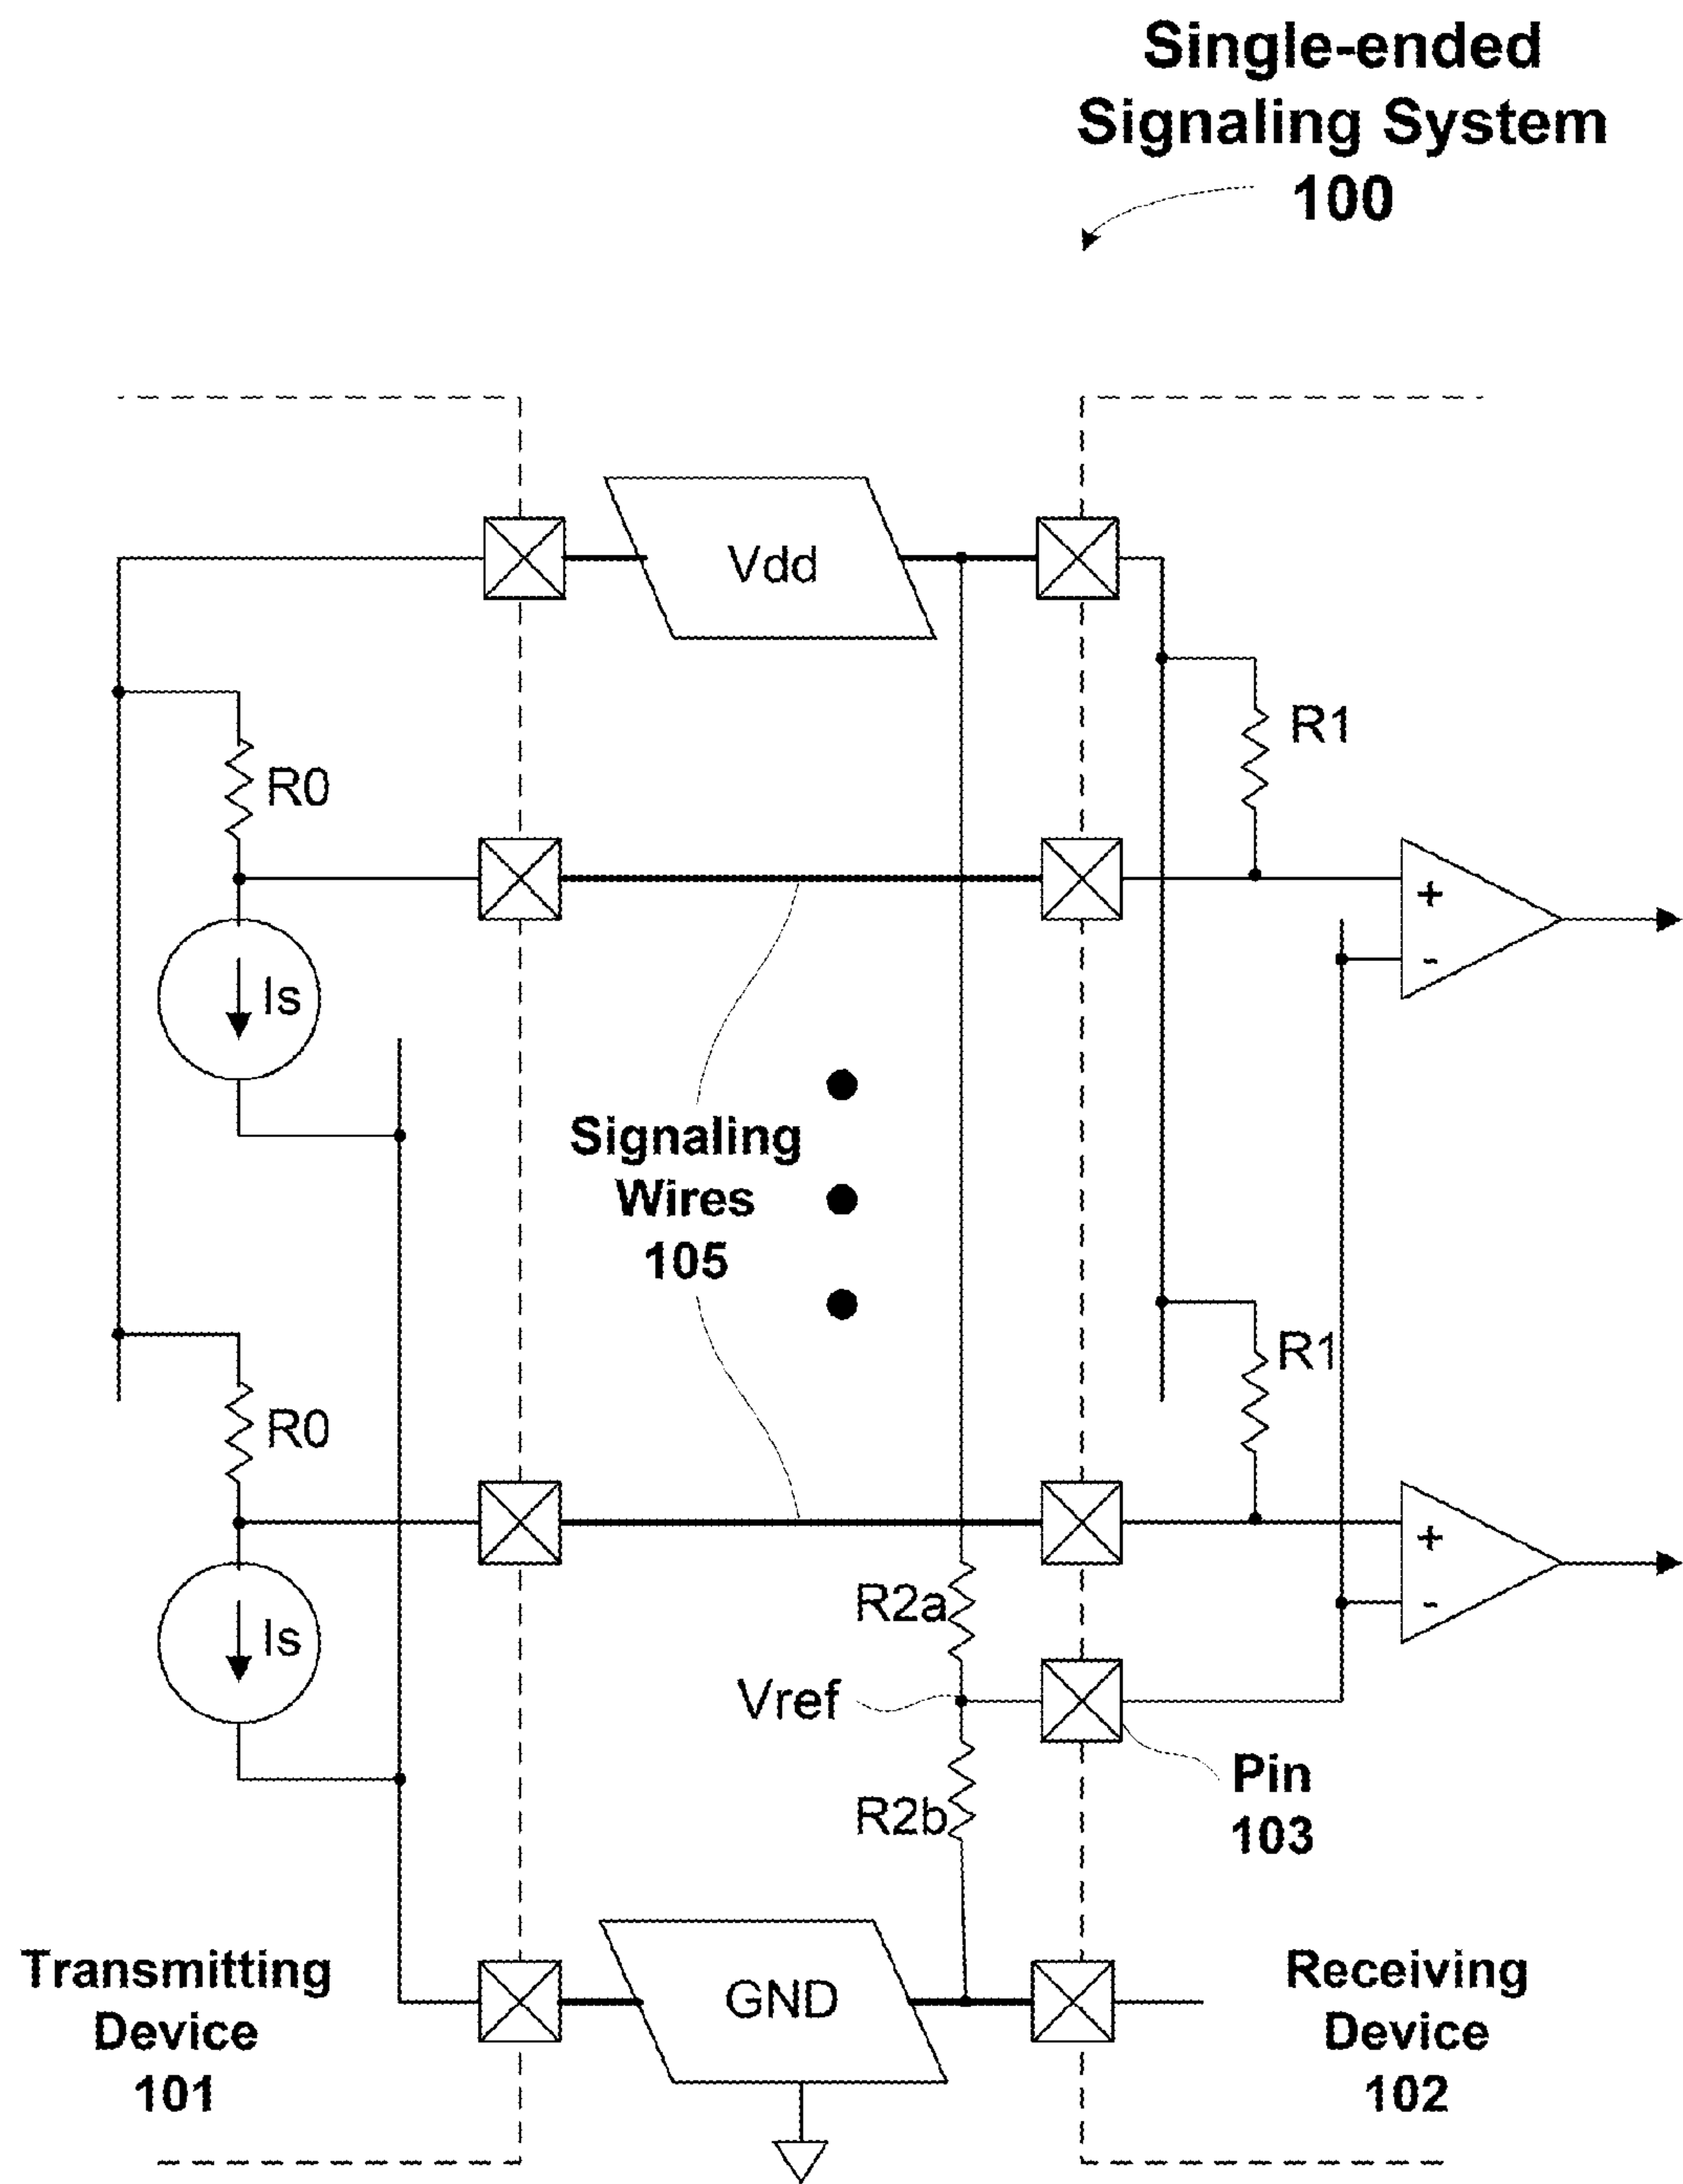 Single-ended
Signaling System
100
Vdd
R1
R0
+
-
Is
Signaling
Wires
105
R1
R0
+
R2a
-
Is
Vref
Pin
103
R2b
Transmitting
Device
101
GND
Receiving
Device
102